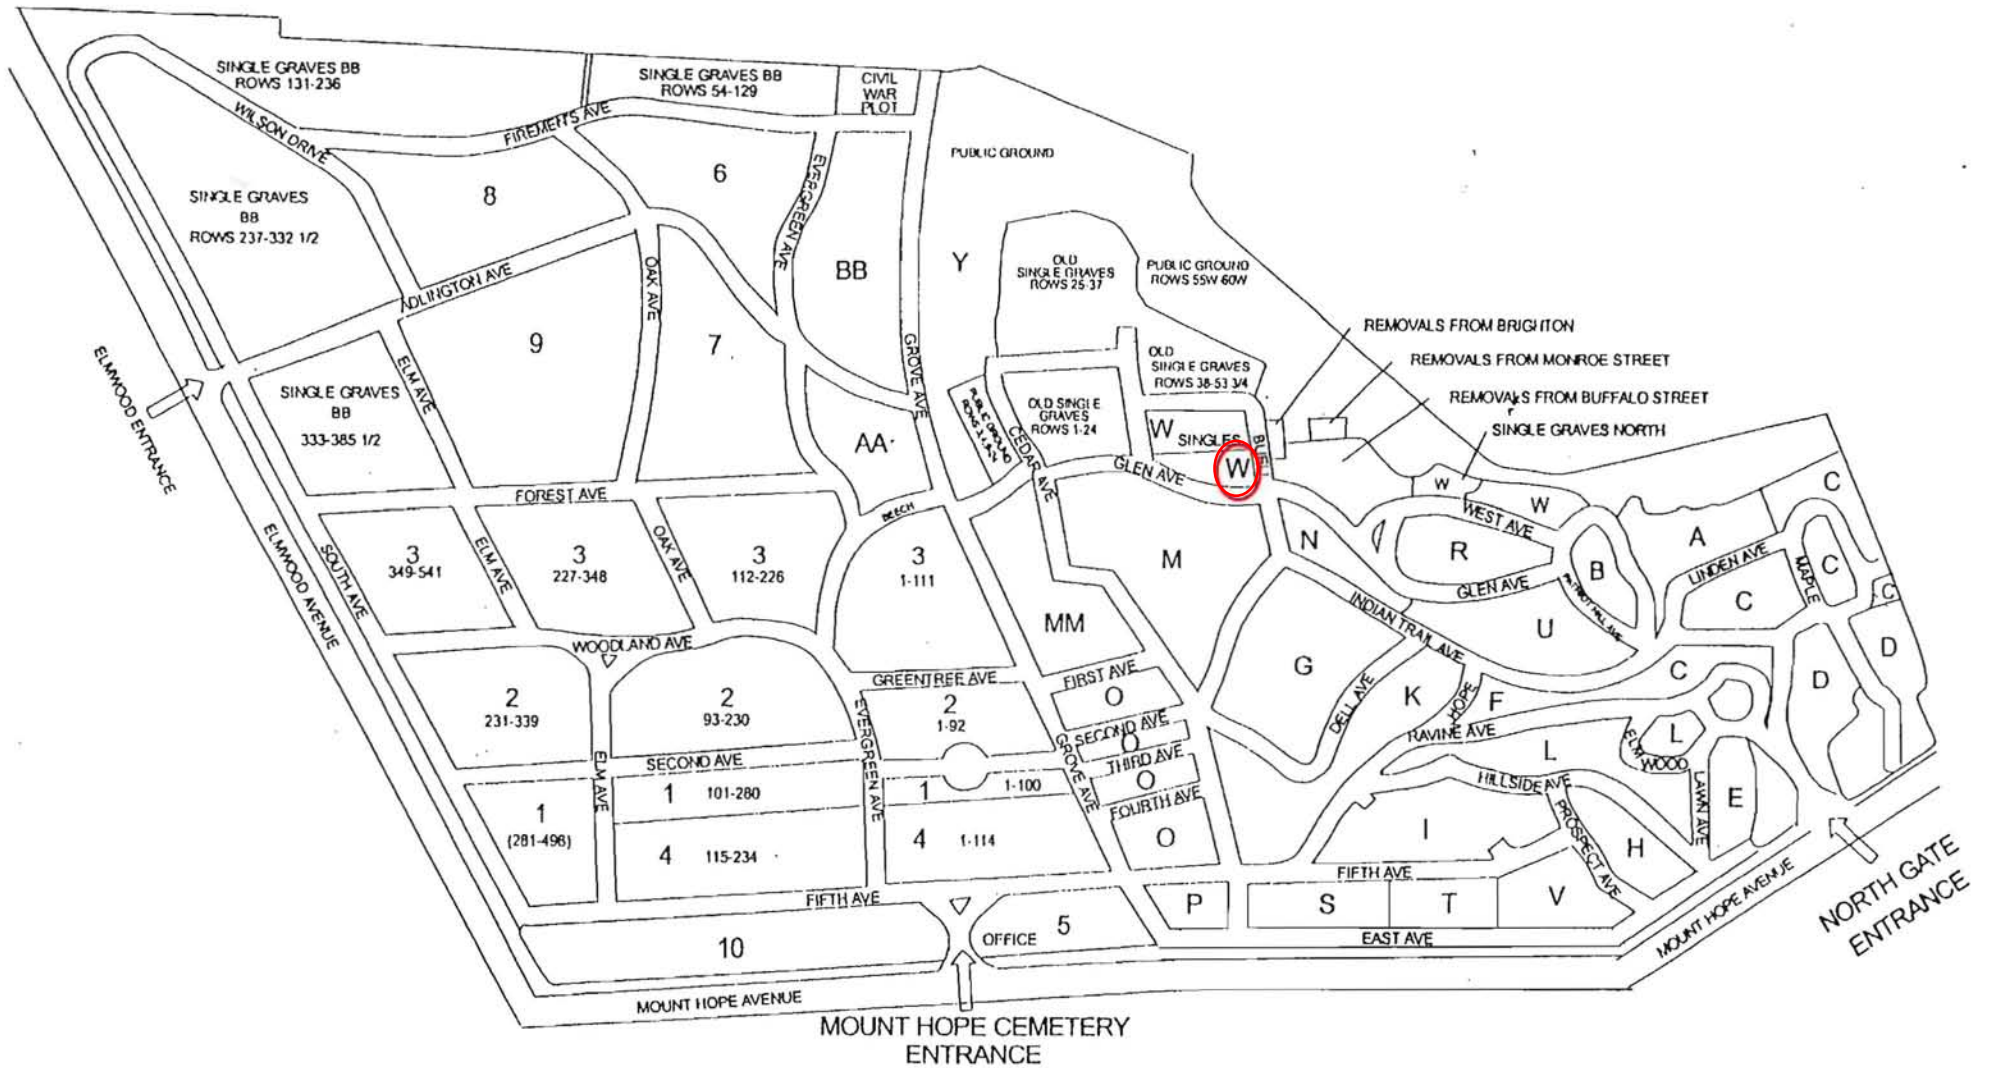 SINGLE GRAVES BB
ROWS 131-236
SINGLE GRAVES BB
ROWS 54-129
CIVIL
WAR
PLOT
WILSON DRIVE
FIREMEN'S AVE
PUBLIC GROUND
6
8
EVERGREEN AVE
SINGLE GRAVES
BB
ROWS 237-332 1/2
ADLINGTON AVE
OAK AVE
BB
Y
OLD
SINGLE GRAVES
ROWS 25-37
PUBLIC GROUND
ROWS 55W 60W
REMOVALS FROM BRIGHTON
REMOVALS FROM MONROE STREET
REMOVALS FROM BUFFALO STREET
SINGLE GRAVES NORTH
9
7
GROVE AVE
ELM AVE
ELMWOOD ENTRANCE
SINGLE GRAVES
BB
333-385 1/2
OLD
SINGLE GRAVES
ROWS 38-53 3/4
PUBLIC GROUND
OLD SINGLE
GRAVES
ROWS 1-24
CEDAR AVE
W
SINGLES
BUELL
W
AA
GLEN AVE
FOREST AVE
BEECH
W
W
WEST AVE
C
A
ELMWOOD AVENUE
SOUTH AVE
3
349-541
ELM AVE
3
227-348
OAK AVE
3
112-226
3
1-111
M
N
R
B
LINDEN AVE
MAPLE
C
C
C
GLEN AVE
PATRIOT HILL AVE
INDIAN TRAIL AVE
MM
U
WOODLAND AVE
GREENTREE AVE
FIRST AVE
G
DELL AVE
K
HOPE
F
C
D
D
2
231-339
2
93-230
EVERGREEN AVE
2
1-92
O
SECOND AVE
O
RAVINE AVE
L
ELMWOOD
L
ELM AVE
SECOND AVE
GROVE AVE
THIRD AVE
O
HILLSIDE AVE
LAWN AVE
E
1
(281-498)
1
101-280
1
1-100
FOURTH AVE
O
4
115-234
4
1-114
I
PROSPECT AVE
H
FIFTH AVE
FIFTH AVE
P
S
T
V
10
OFFICE
5
EAST AVE
MOUNT HOPE AVENUE
NORTH GATE
ENTRANCE
MOUNT HOPE AVENUE
MOUNT HOPE CEMETERY
ENTRANCE